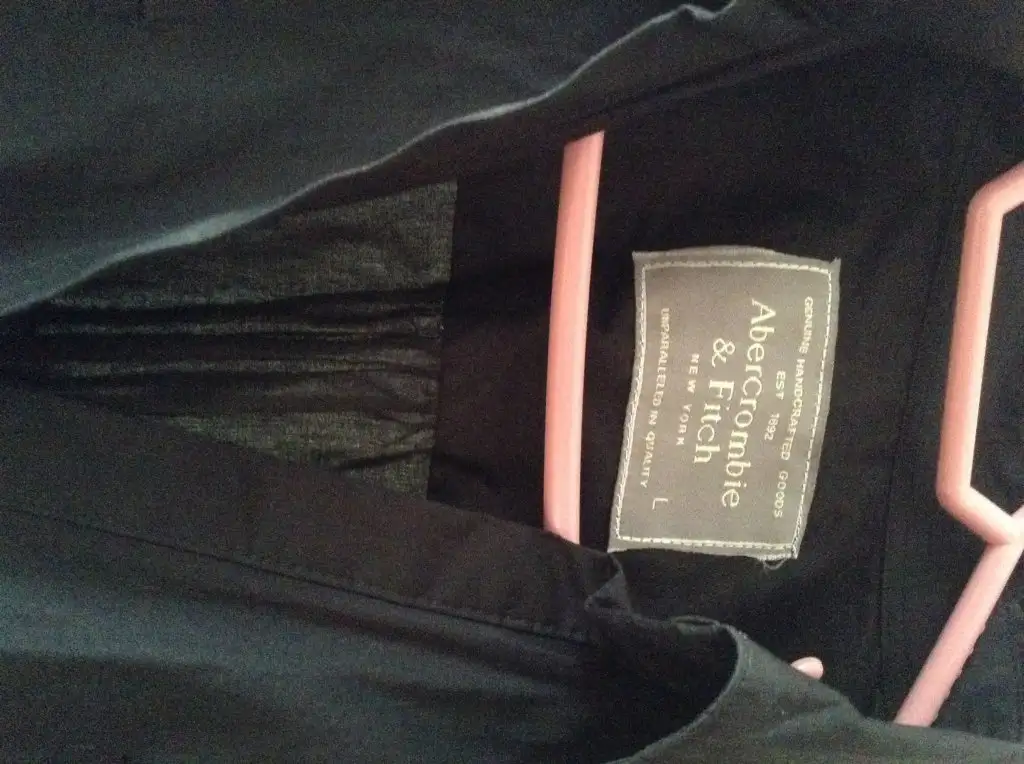 GENUINE HANDCRAFTED GOODS
EST 1892
Abercrombie
& Fitch
NEW YORK
UNPARALLELED IN QUALITY L